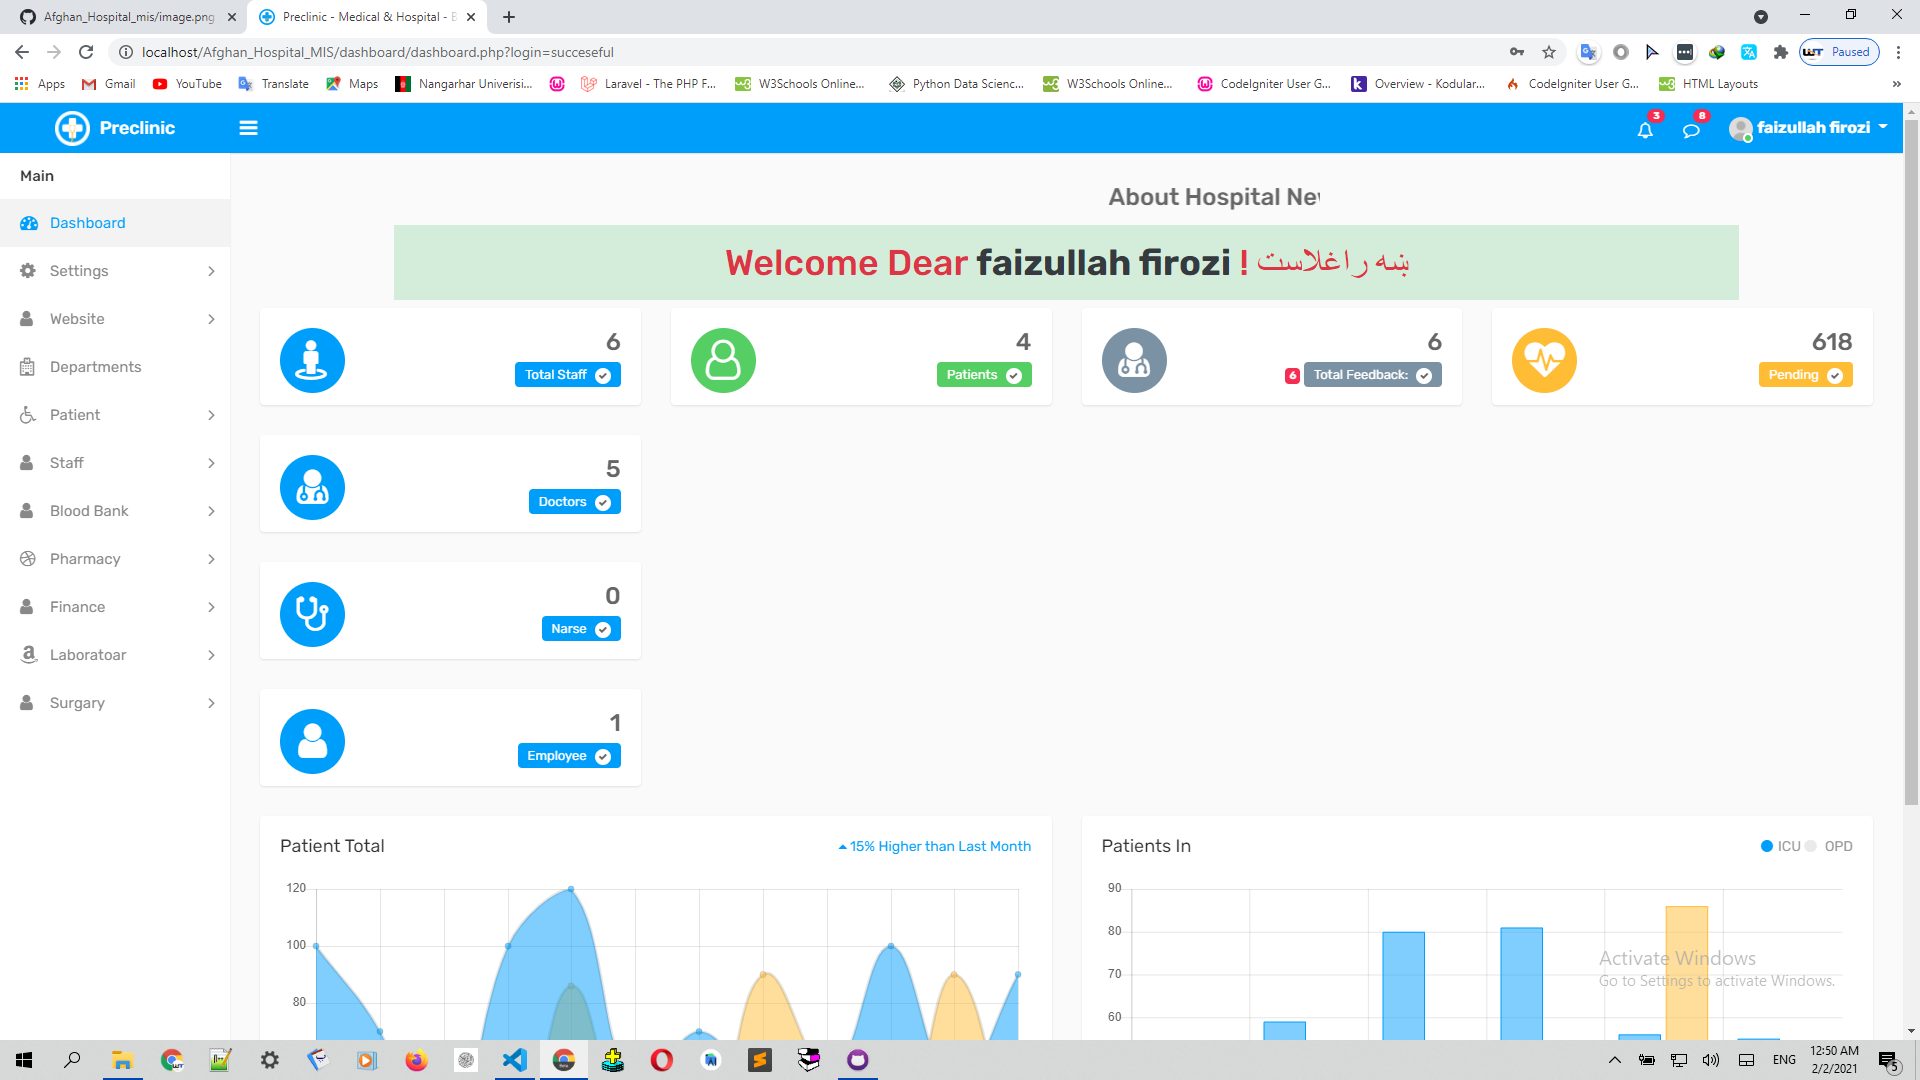 Afghan_Hospital_mis/image.png
Preclinic - Medical & Hospital - B
localhost/Afghan_Hospital_MIS/dashboard/dashboard.php?login=succeseful
Paused
Apps
Gmail
YouTube
Translate
Maps
Nangarhar Univerisi...
Laravel - The PHP F...
W3Schools Online...
Python Data Scienc...
W3Schools Online...
CodeIgniter User G...
Overview - Kodular...
CodeIgniter User G...
HTML Layouts
Preclinic
3
8
faizullah firozi
Main
Dashboard
Settings
Website
Departments
Patient
Staff
Blood Bank
Pharmacy
Finance
Laboratoar
Surgary
About Hospital Nev
Welcome Dear faizullah firozi ! ښه راغلاست
6
Total Staff
4
Patients
6
6 Total Feedback:
618
Pending
5
Doctors
0
Narse
1
Employee
Patient Total
15% Higher than Last Month
120
100
80
Patients In
ICU
OPD
90
80
70
60
Activate Windows
Go to Settings to activate Windows.
ENG
12:50 AM
2/2/2021
5